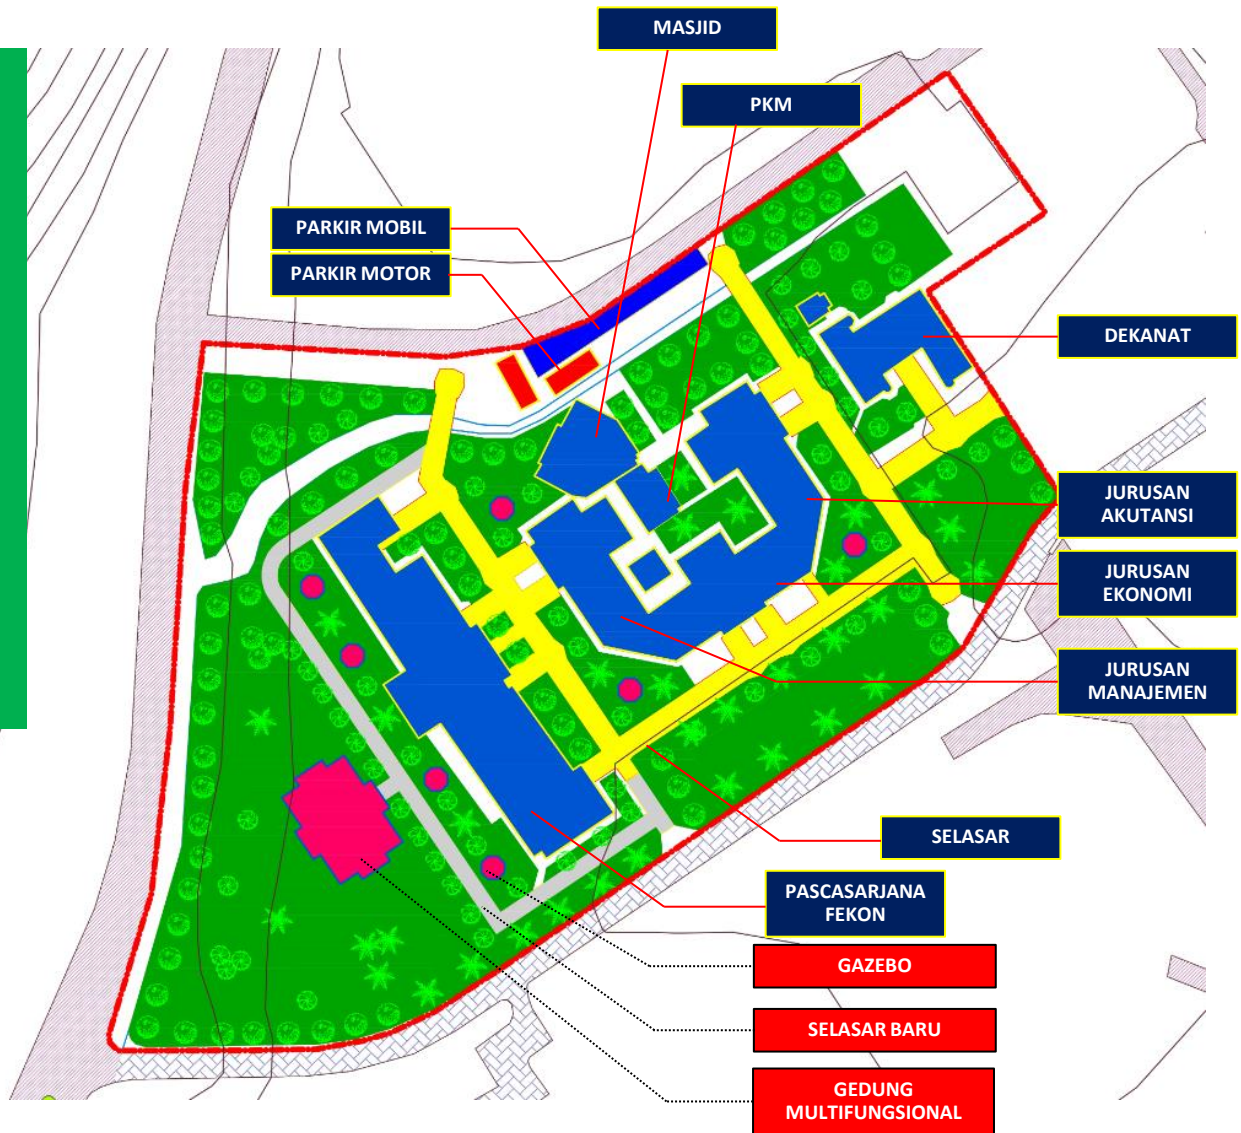 MASJID
PKM
PARKIR MOBIL
PARKIR MOTOR
DEKANAT
JURUSAN
AKUTANSI
JURUSAN
EKONOMI
JURUSAN
MANAJEMEN
SELASAR
PASCASARJANA
FEKON
GAZEBO
SELASAR BARU
GEDUNG
MULTIFUNGSIONAL